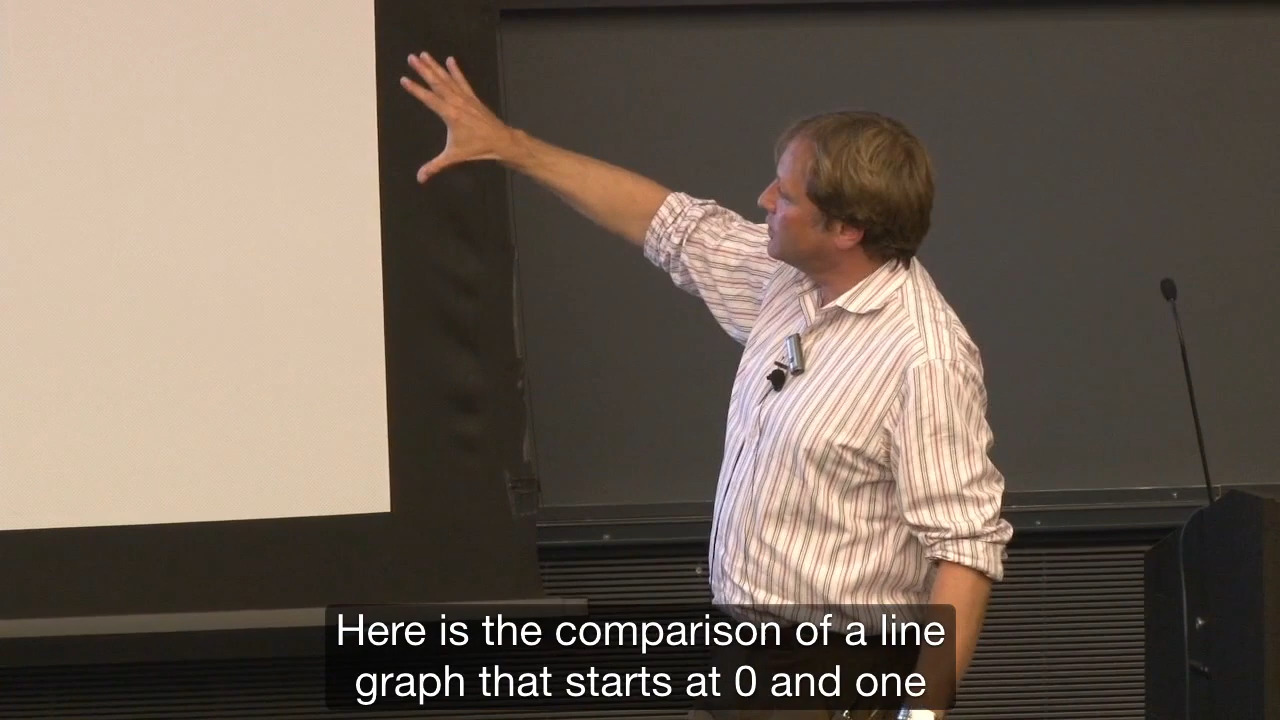 Here is the comparison of a line
graph that starts at 0 and one